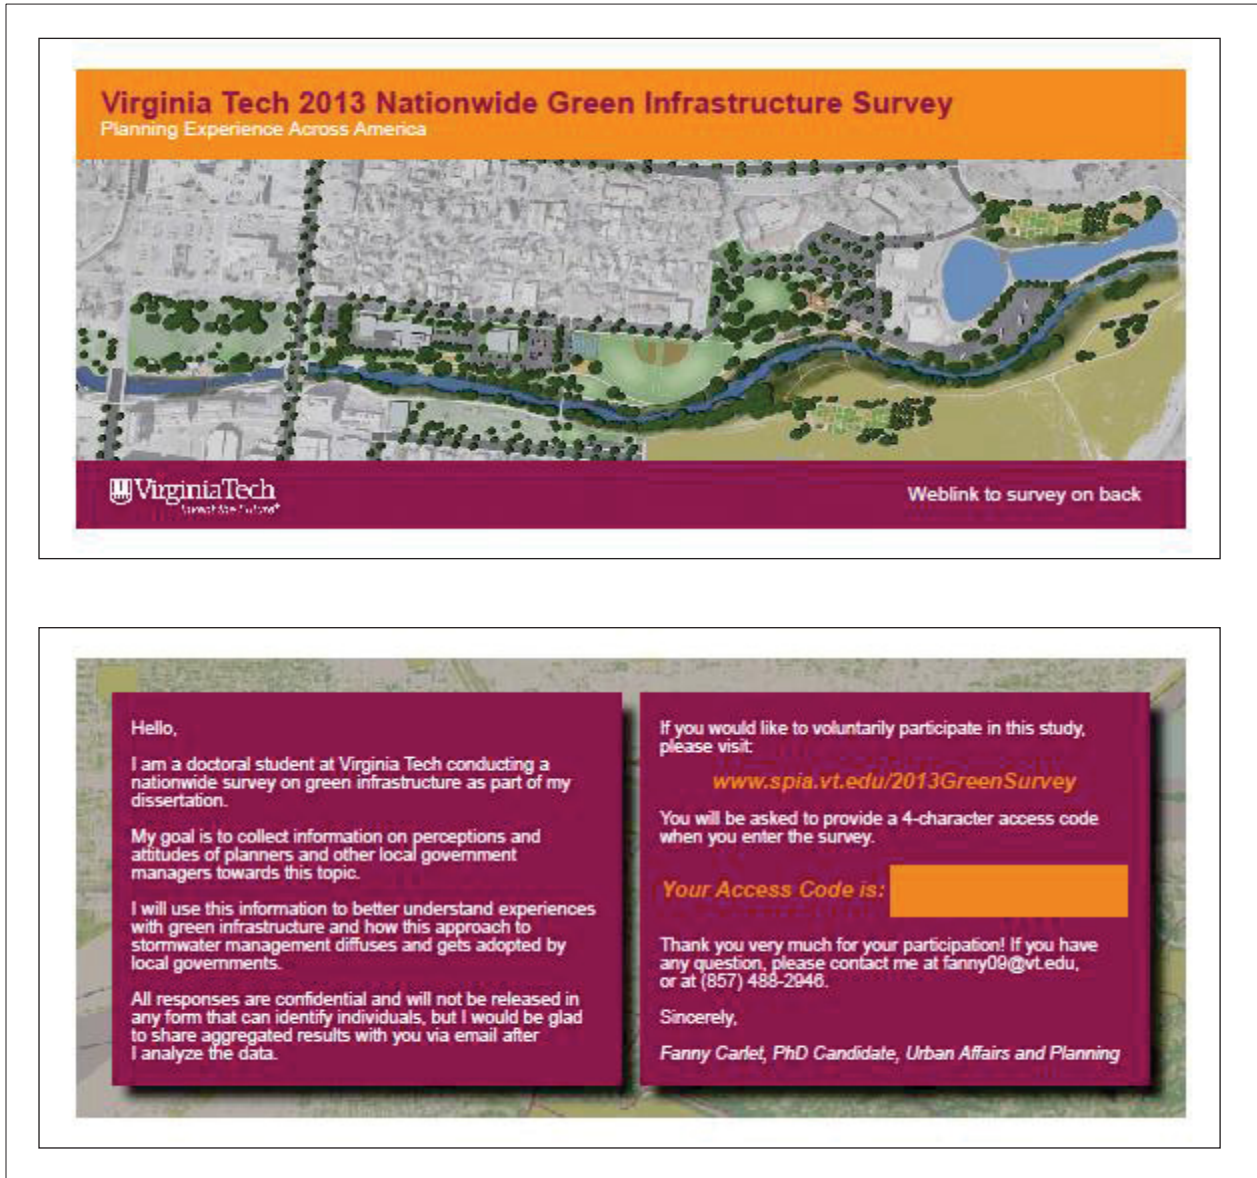 Virginia Tech 2013 Nationwide Green Infrastructure Survey
Planning Experience Across America
VirginiaTech
Invent the Future
Weblink to survey on back
Hello,
I am a doctoral student at Virginia Tech conducting a
nationwide survey on green infrastructure as part of my
dissertation.
My goal is to collect information on perceptions and
attitudes of planners and other local government
managers towards this topic.
I will use this information to better understand experiences
with green infrastructure and how this approach to
stormwater management diffuses and gets adopted by
local governments.
All responses are confidential and will not be released in
any form that can identify individuals, but I would be glad
to share aggregated results with you via email after
I analyze the data.
If you would like to voluntarily participate in this study,
please visit:
www.spia.vt.edu/2013GreenSurvey
You will be asked to provide a 4-character access code
when you enter the survey.
Your Access Code is:
Thank you very much for your participation! If you have
any question, please contact me at fanny09@vt.edu,
or at (857) 488-2946.
Sincerely,
Fanny Carlet, PhD Candidate, Urban Affairs and Planning